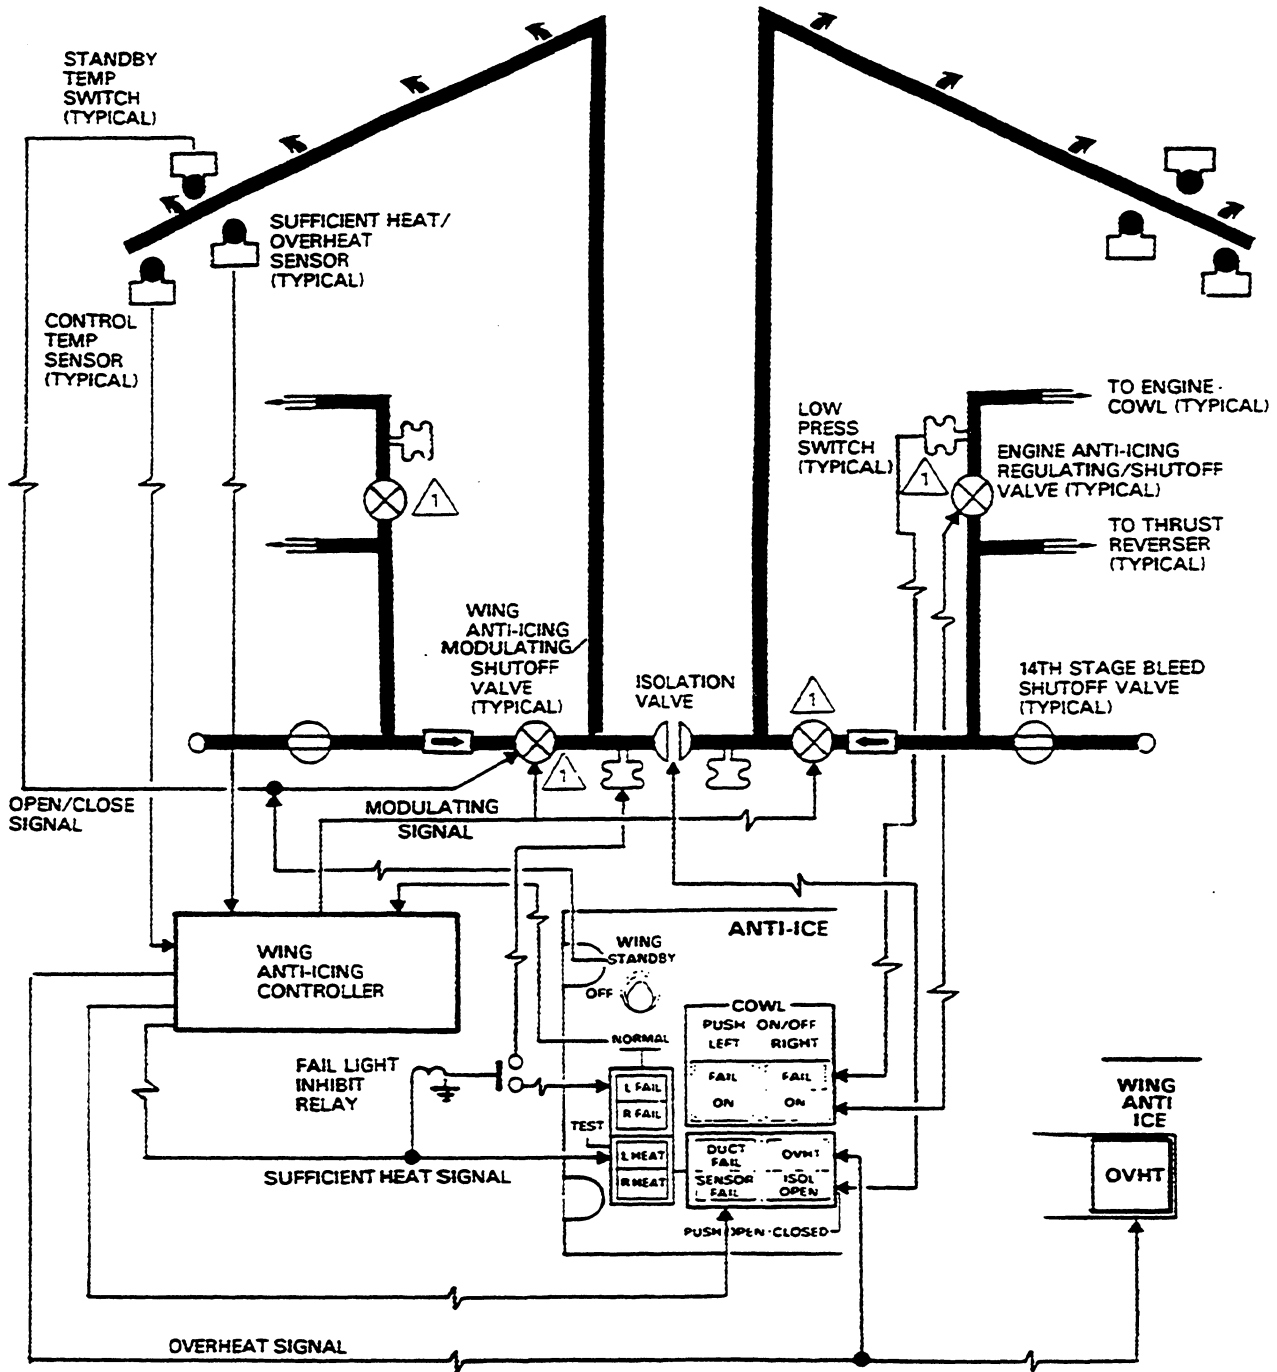 STANDBY
TEMP
SWITCH
(TYPICAL)
SUFFICIENT HEAT/
OVERHEAT
SENSOR
(TYPICAL)
CONTROL
TEMP
SENSOR
(TYPICAL)
LOW
PRESS
SWITCH
(TYPICAL)
TO ENGINE
COWL (TYPICAL)
ENGINE ANTI-ICING
REGULATING/SHUTOFF
VALVE (TYPICAL)
1
1
TO THRUST
REVERSER
(TYPICAL)
WING
ANTI-ICING
MODULATING
SHUTOFF
VALVE
(TYPICAL)
ISOLATION
VALVE
1
14TH STAGE BLEED
SHUTOFF VALVE
(TYPICAL)
1
OPEN/CLOSE
SIGNAL
MODULATING
SIGNAL
WING
ANTI-ICING
CONTROLLER
ANTI-ICE
WING
STANDBY
OFF
NORMAL
COWL
PUSH ON/OFF
LEFT RIGHT
FAIL FAIL
ON ON
FAIL LIGHT
INHIBIT
RELAY
L FAIL
R FAIL
TEST
L HEAT
R HEAT
DUCT
FAIL
OVHT
SENSOR
FAIL
ISOL
OPEN
PUSH OPEN-CLOSED
SUFFICIENT HEAT SIGNAL
WING
ANTI
ICE
OVHT
OVERHEAT SIGNAL